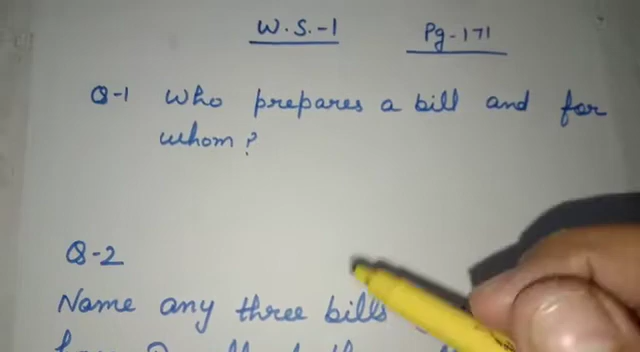 W.S.-1 Pg-171
Q-1 Who prepares a bill and for
whom?
Q-2
Name any three bills